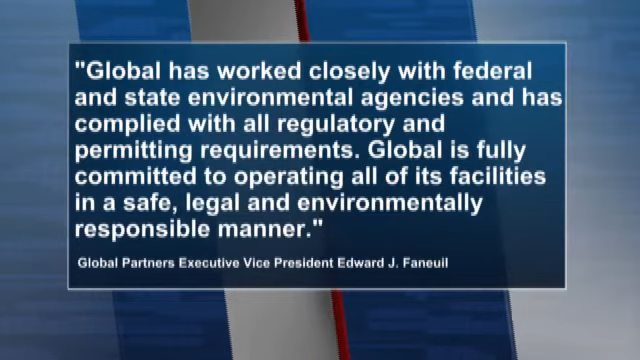 "Global has worked closely with federal
and state environmental agencies and has
complied with all regulatory and
permitting requirements. Global is fully
committed to operating all of its facilities
in a safe, legal and environmentally
responsible manner."
Global Partners Executive Vice President Edward J. Faneuil